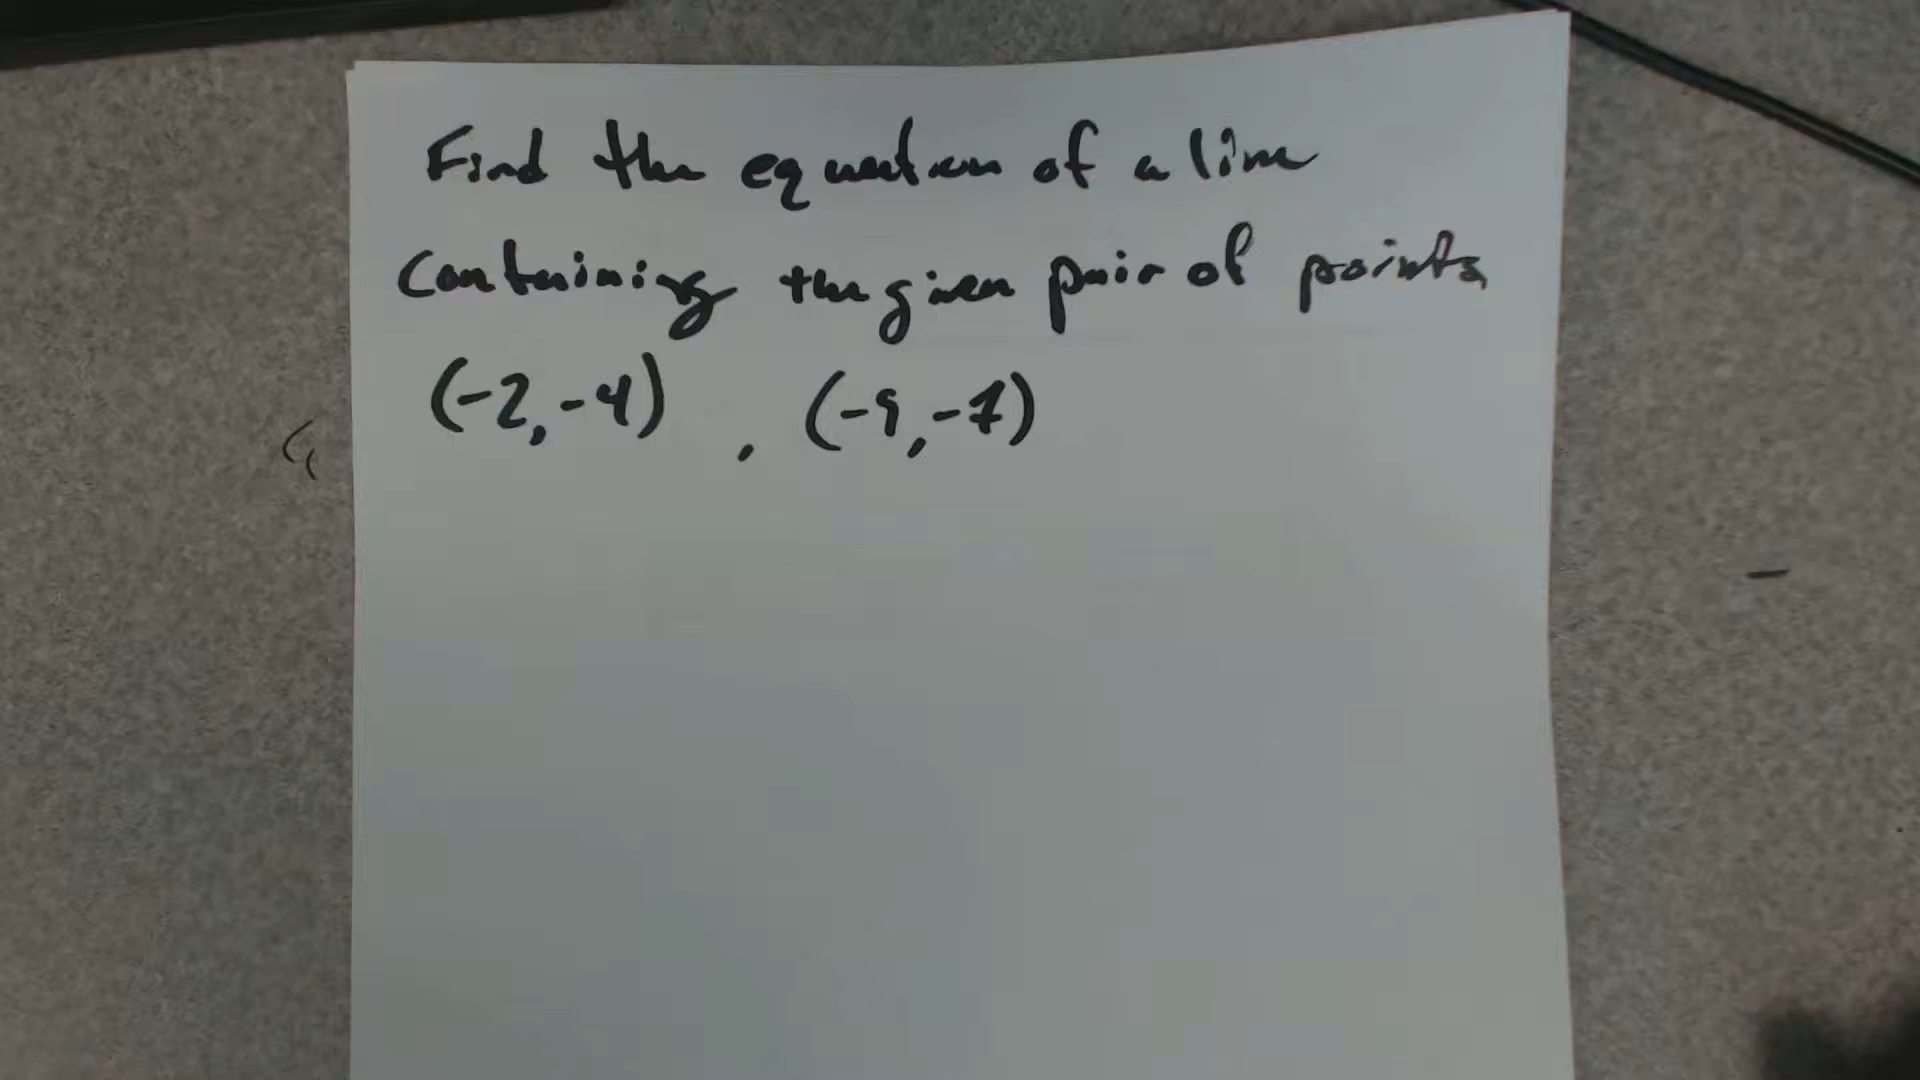 Find the equation of a line
containing the given pair of points
(-2,-4) , (-9,-7)